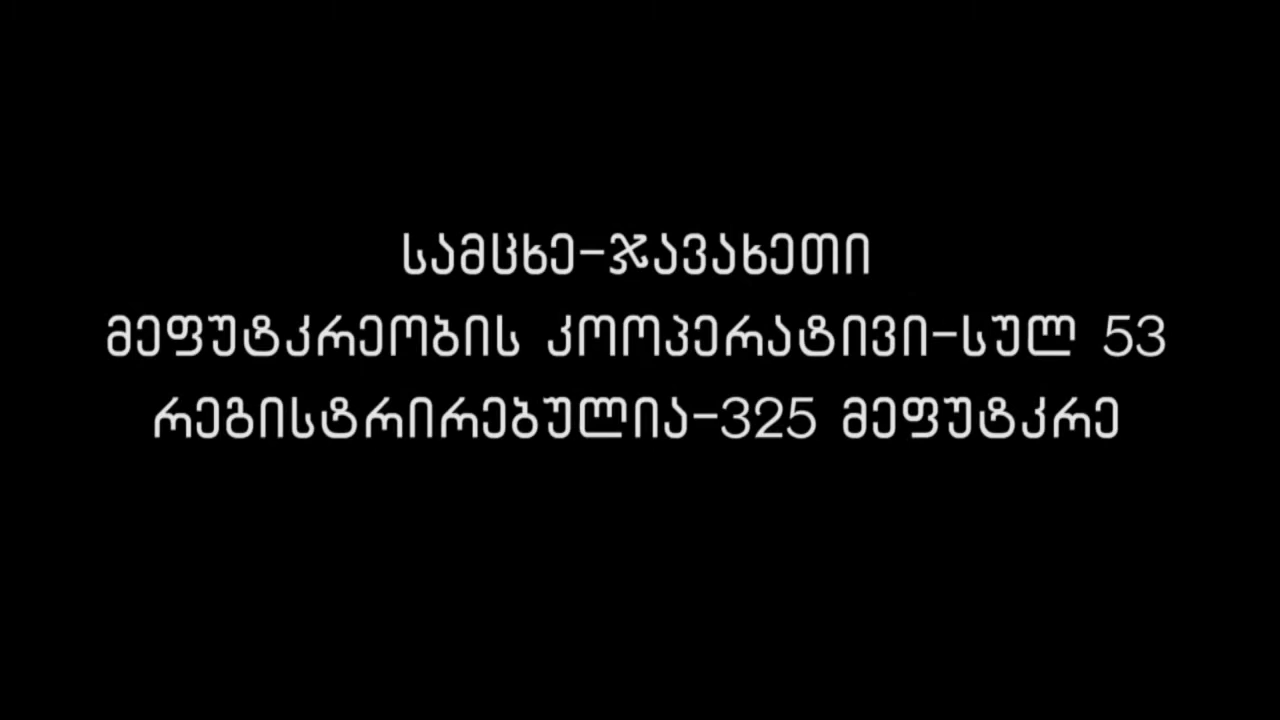 სამცხე-ჯავახეთი
მეფუტკრეობის კოოპერატივი-სულ 53
რეგისტრირებულია-325 მეფუტკრე